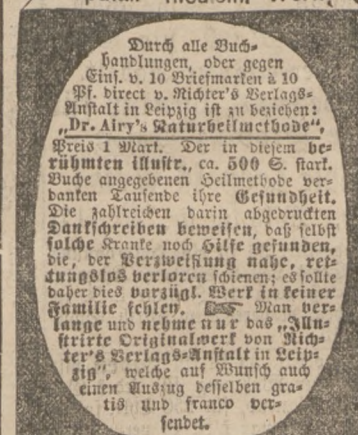 Durch alle Buch-
handlungen, oder gegen
Einſ. v. 10 Briefmarken à 10
Pf. direct v. Richter's Verlags-
Anſtalt in Leipzig iſt zu beziehen:
„Dr. Airy's Naturheilmethode“,
Preis 1 Mark. Der in dieſem be-
rühmten illuſtr., ca. 500 S. ſtark.
Buche angegebenen Heilmethode ver-
danken Tauſende ihre Geſundheit.
Die zahlreichen darin abgedruckten
Dankſchreiben beweiſen, daß ſelbſt
ſolche Kranke noch Hilfe gefunden,
die, der Verzweiflung nahe, ret-
tungslos verloren ſchienen; es ſollte
daher dies vorzügl. Werk in keiner
Familie fehlen. ☞ Man ver-
lange und nehme nur das „Illu-
ſtrirte Originalwerk von Rich-
ter's Verlags-Anſtalt in Leip-
zig“, welche auf Wunſch auch
einen Auszug deſſelben gra-
tis und franco ver-
ſendet.